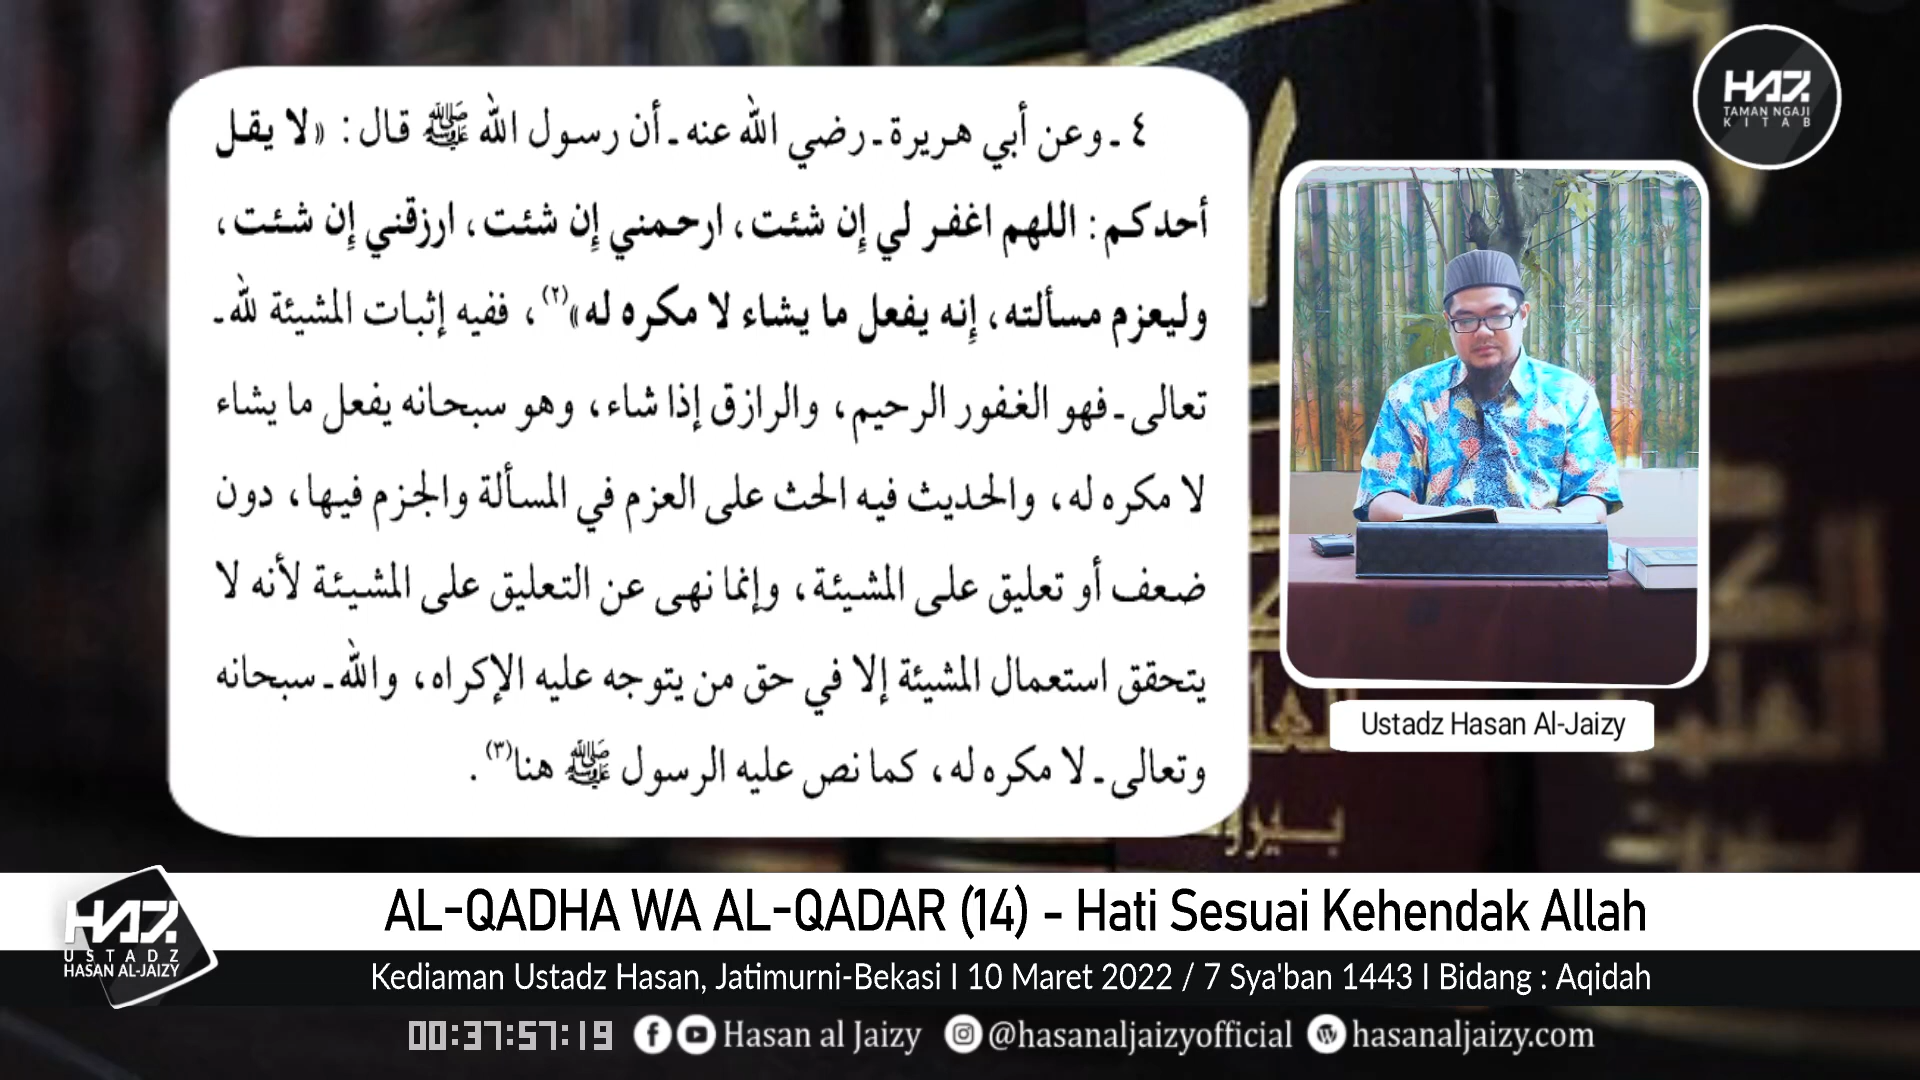 ٤ ـ وعن أبي هريرة ـ رضي الله عنه ـ أن رسول الله ﷺ قال: «لا يقل
أحدكم: اللهم اغفر لي إن شئت، ارحمني إن شئت، ارزقني إن شئت،
وليعزم مسألته، إنه يفعل ما يشاء لا مكره له»(٢)، ففيه إثبات المشيئة لله ـ
تعالى ـ فهو الغفور الرحيم، والرازق إذا شاء، وهو سبحانه يفعل ما يشاء
لا مكره له، والحديث فيه الحث على العزم في المسألة والجزم فيها، دون
ضعف أو تعليق على المشيئة، وإنما نهى عن التعليق على المشيئة لأنه لا
يتحقق استعمال المشيئة إلا في حق من يتوجه عليه الإكراه، والله ـ سبحانه
وتعالى ـ لا مكره له، كما نص عليه الرسول ﷺ هنا(٣).
HAZ.
TAMAN NGAJI
KITAB
Ustadz Hasan Al-Jaizy
بيرو
HAZ.
USTADZ
HASAN AL-JAIZY
AL-QADHA WA AL-QADAR (14) - Hati Sesuai Kehendak Allah
Kediaman Ustadz Hasan, Jatimurni-Bekasi I 10 Maret 2022 / 7 Sya'ban 1443 I Bidang : Aqidah
00:37:57:19 Hasan al Jaizy @hasanaljaizyofficial hasanaljaizy.com